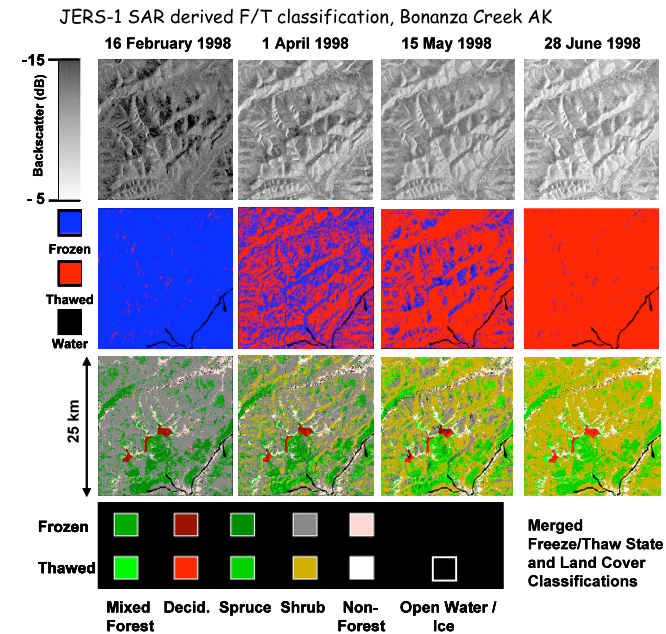 JERS-1 SAR derived F/T classification, Bonanza Creek AK
16 February 1998
1 April 1998
15 May 1998
28 June 1998
-15
Backscatter (dB)
-5
Frozen
Thawed
Water
25 km
Frozen
Thawed
Mixed Forest
Decid.
Spruce
Shrub
Non-Forest
Open Water / Ice
Merged
Freeze/Thaw State
and Land Cover
Classifications